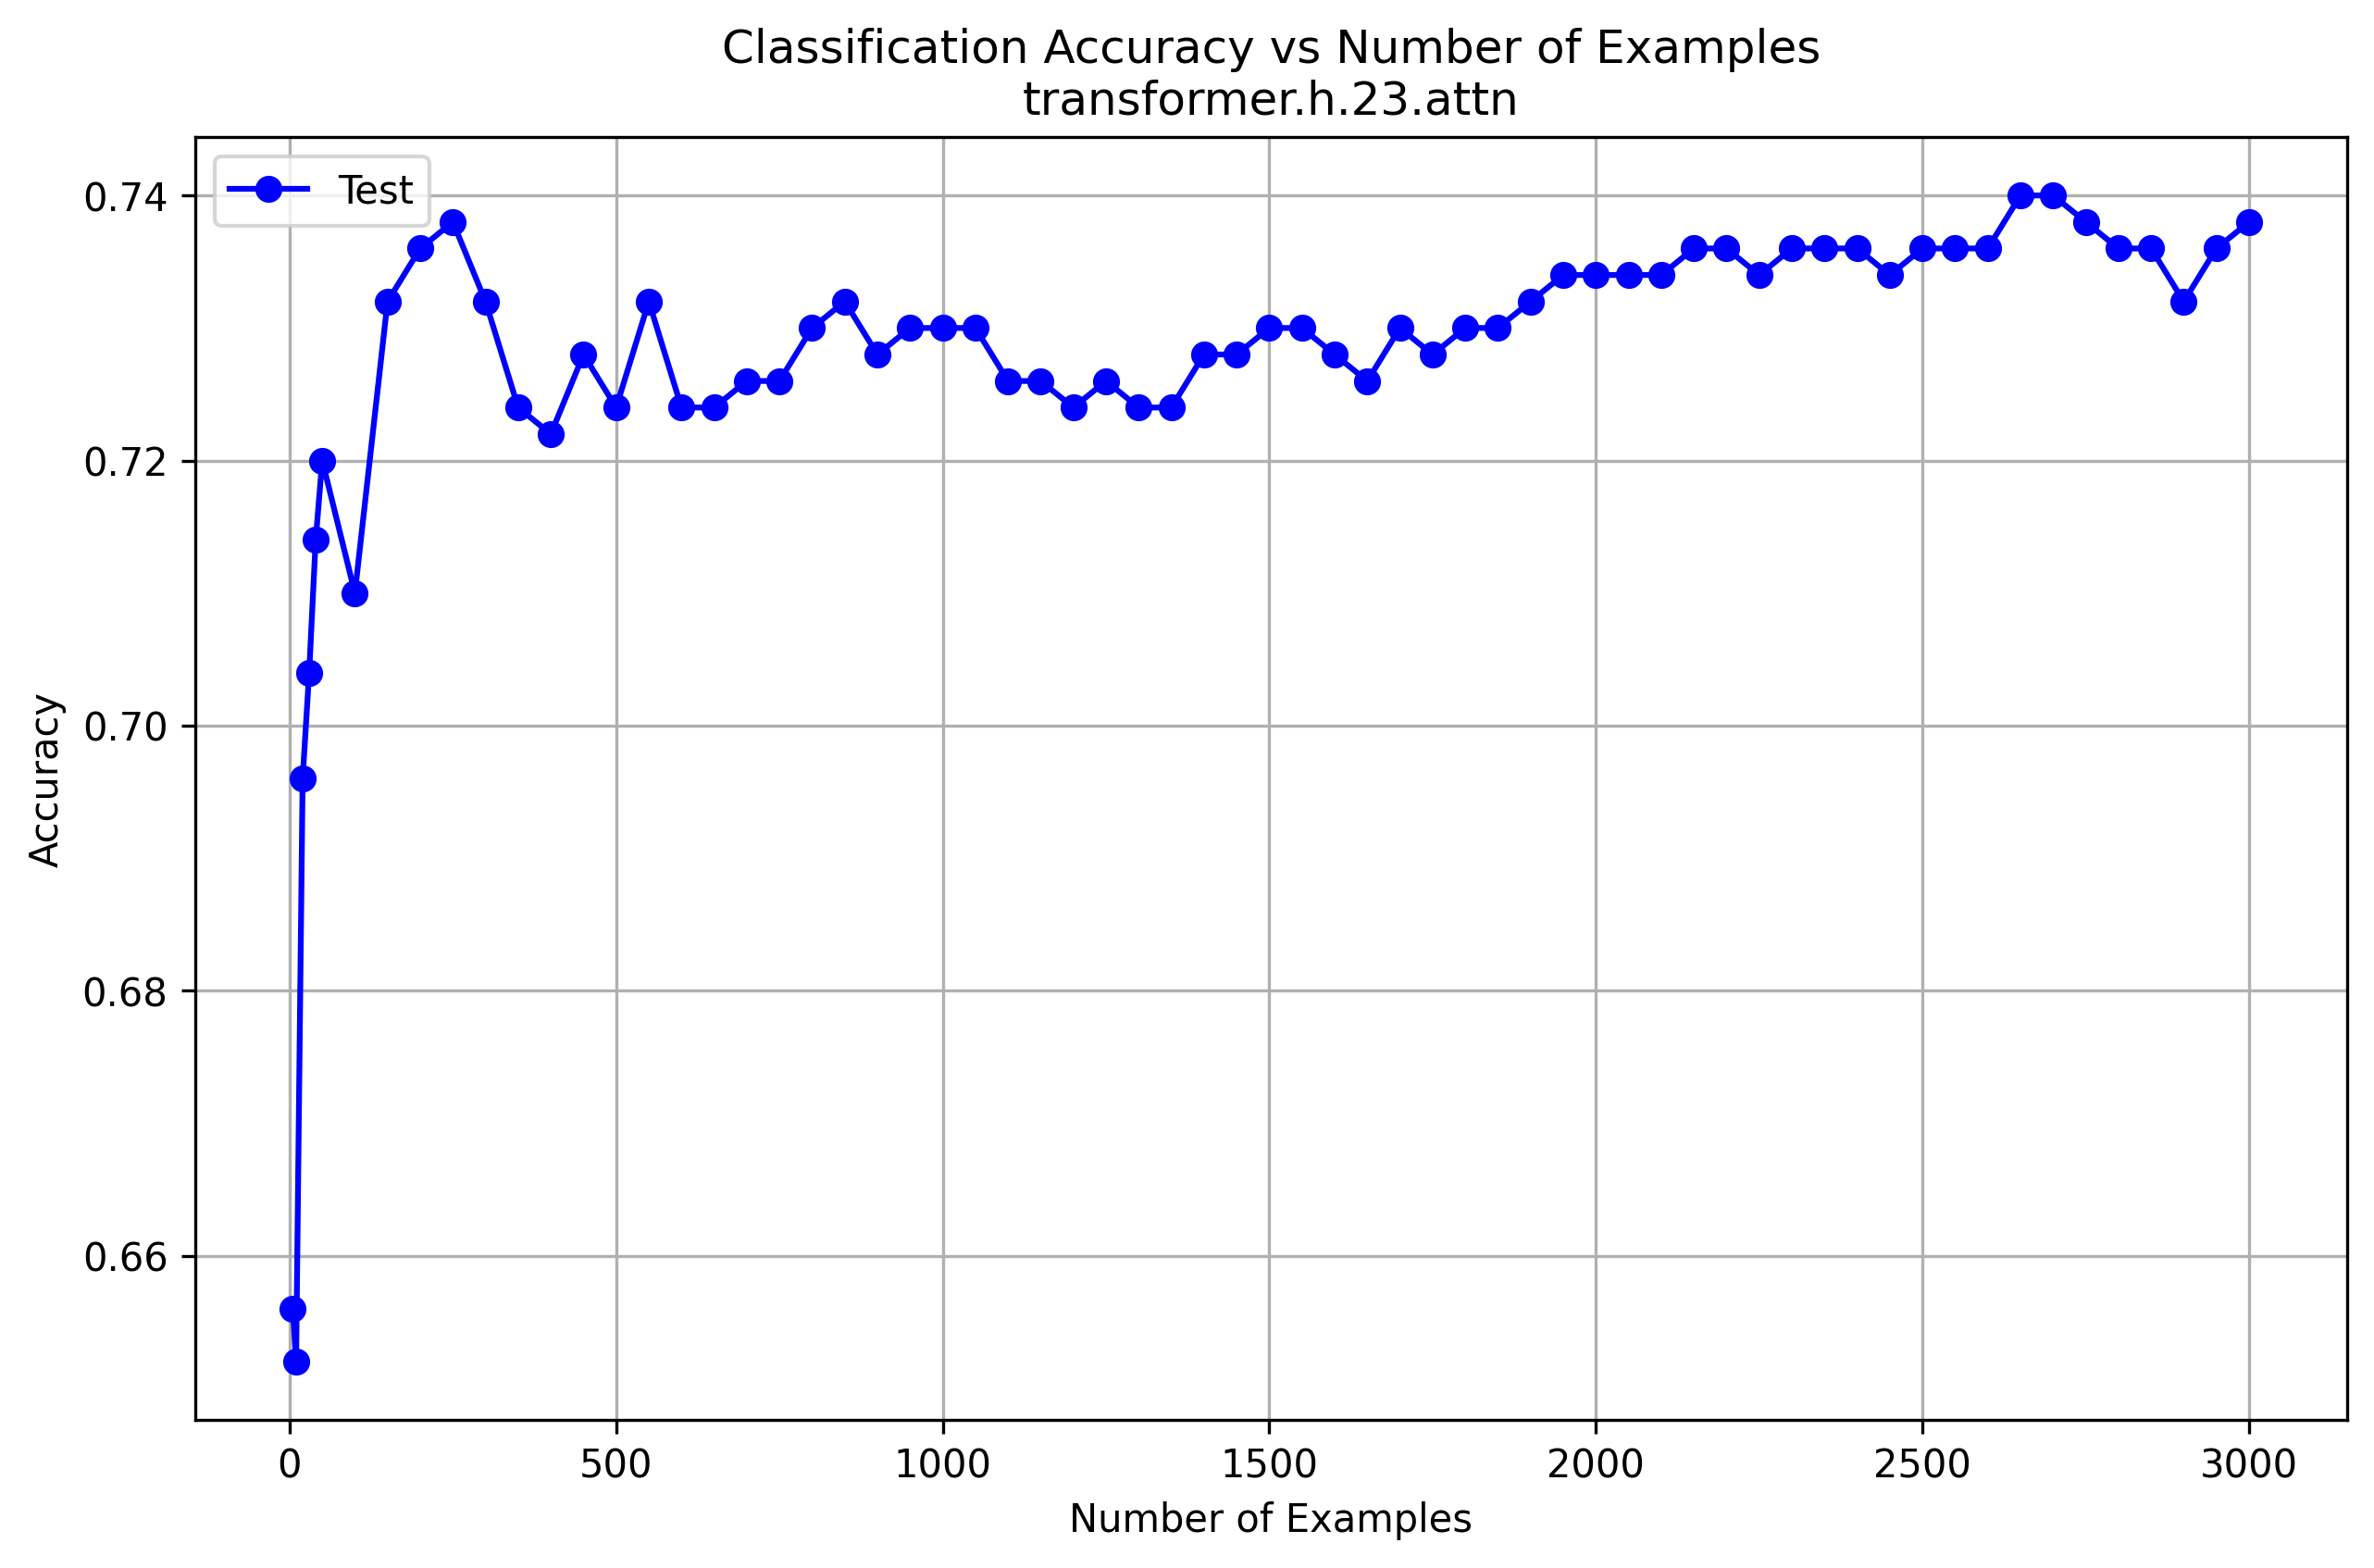 Classification Accuracy vs Number of Examples
transformer.h.23.attn
Test
0.74
0.72
0.70
0.68
0.66
Accuracy
0 500 1000 1500 2000 2500 3000
Number of Examples